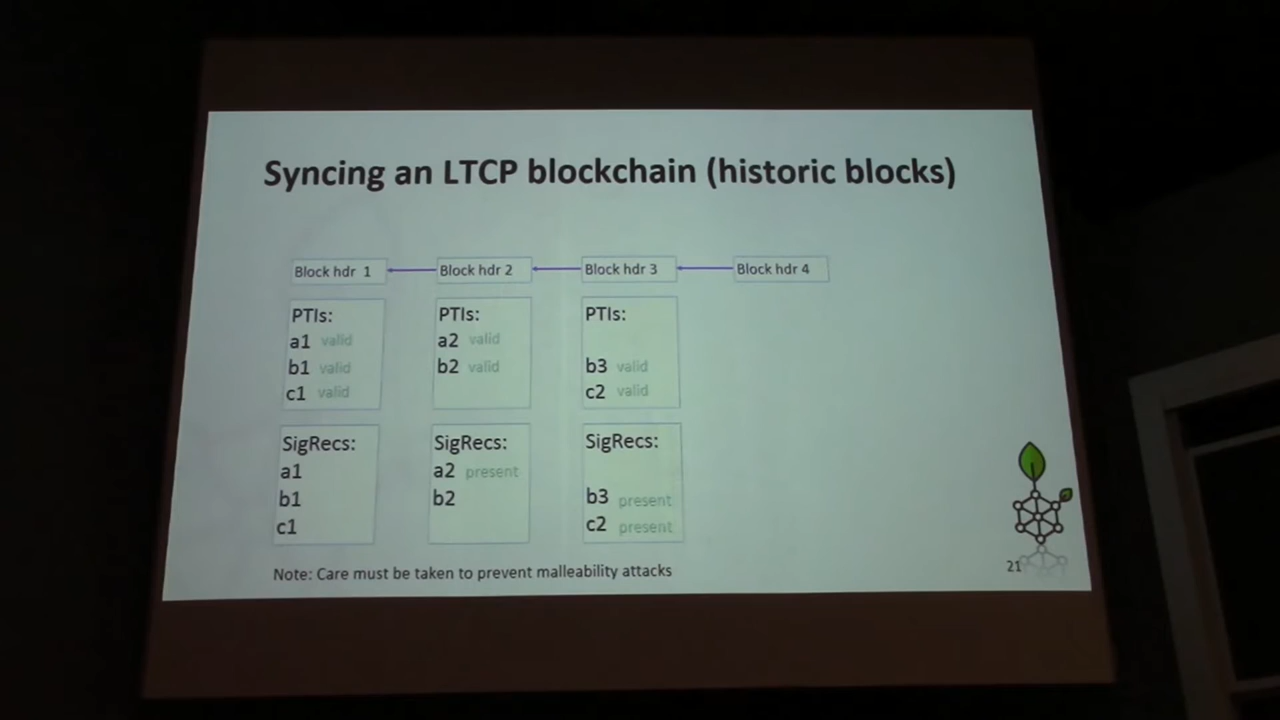 Syncing an LTCP blockchain (historic blocks)
Block hdr 1
Block hdr 2
Block hdr 3
Block hdr 4
PTIs:
a1 valid
b1 valid
c1 valid
PTIs:
a2 valid
b2 valid
PTIs:
b3 valid
c2 valid
SigRecs:
a1
b1
c1
SigRecs:
a2 present
b2
SigRecs:
b3 present
c2 present
Note: Care must be taken to prevent malleability attacks
21